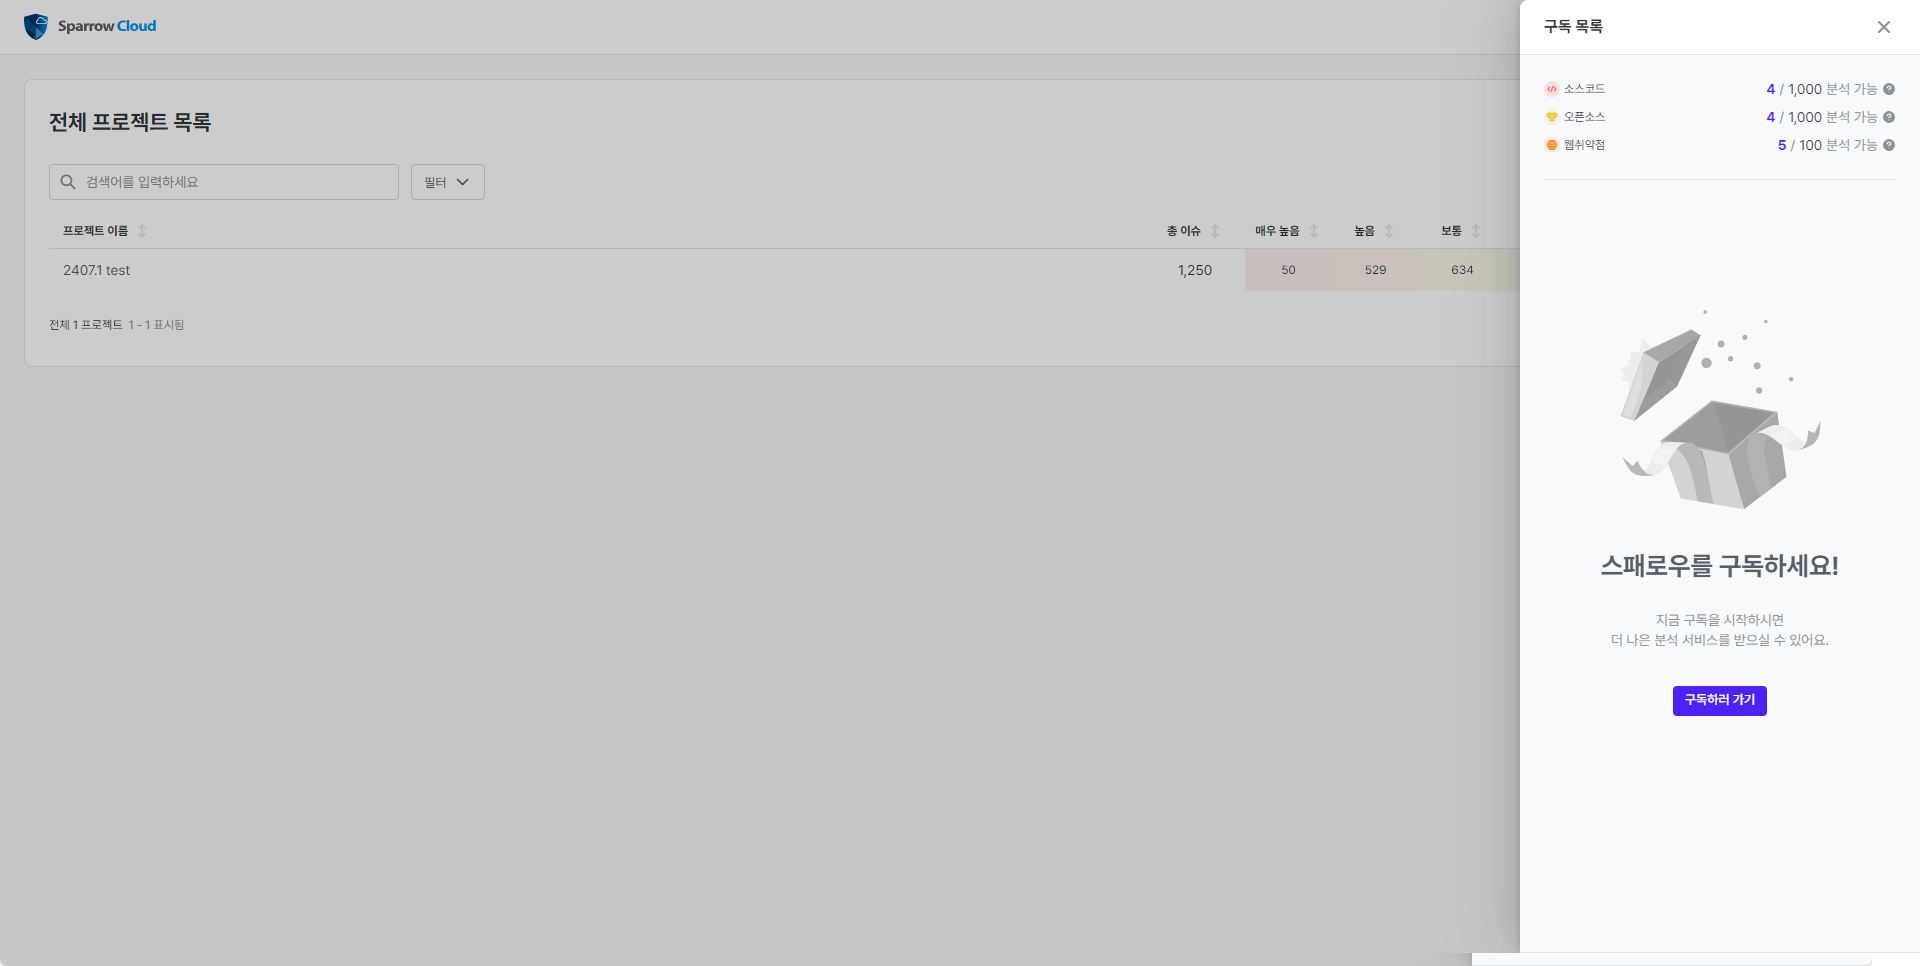 Sparrow Cloud
전체 프로젝트 목록
검색어를 입력하세요
필터
프로젝트 이름 총 이슈 매우 높음 높음 보통
2407.1 test 1,250 50 529 634
전체 1 프로젝트 1 - 1 표시됨
구독 목록
소스코드 4 / 1,000 분석 가능 ?
오픈소스 4 / 1,000 분석 가능 ?
웹취약점 5 / 100 분석 가능 ?
스패로우를 구독하세요!
지금 구독을 시작하시면
더 나은 분석 서비스를 받으실 수 있어요.
구독하러 가기